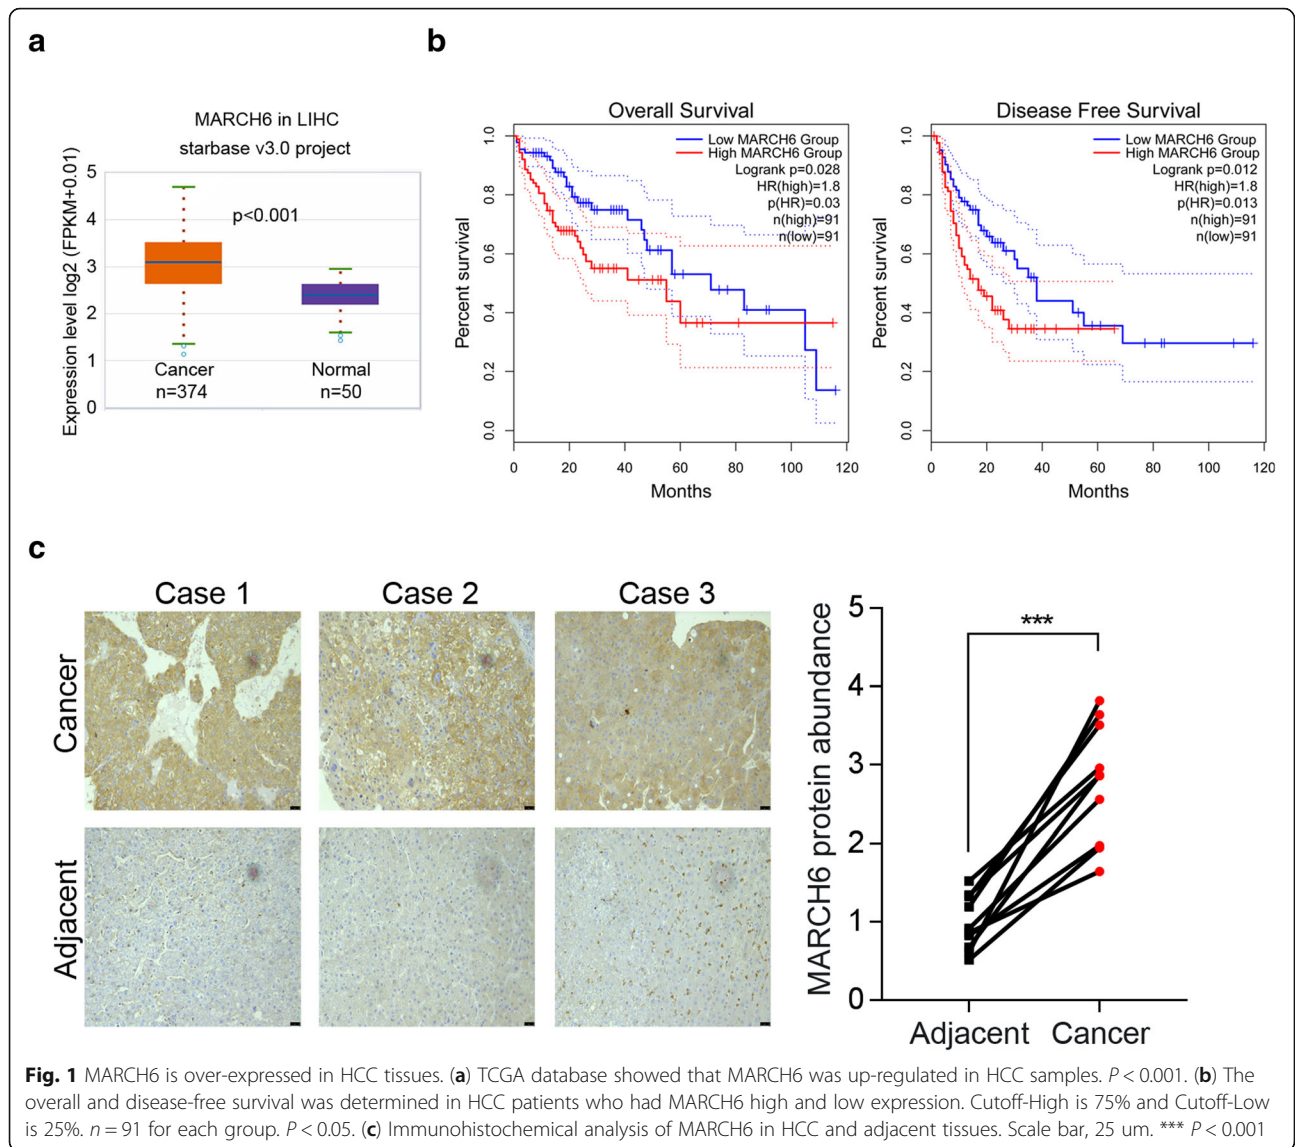 a
MARCH6 in LIHC
starbase v3.0 project
Expression level log2 (FPKM+0.01)
5
4
3
2
1
0
p<0.001
Cancer
n=374
Normal
n=50
b
Overall Survival
Percent survival
1.0
0.8
0.6
0.4
0.2
0.0
Low MARCH6 Group
High MARCH6 Group
Logrank p=0.028
HR(high)=1.8
p(HR)=0.03
n(high)=91
n(low)=91
0 20 40 60 80 100 120
Months
Disease Free Survival
Percent survival
1.0
0.8
0.6
0.4
0.2
0.0
Low MARCH6 Group
High MARCH6 Group
Logrank p=0.012
HR(high)=1.8
p(HR)=0.013
n(high)=91
n(low)=91
0 20 40 60 80 100 120
Months
c
Case 1 Case 2 Case 3
Cancer
Adjacent
MARCH6 protein abundance
5
4
3
2
1
0
***
Adjacent Cancer
Fig. 1 MARCH6 is over-expressed in HCC tissues. (a) TCGA database showed that MARCH6 was up-regulated in HCC samples. P < 0.001. (b) The
overall and disease-free survival was determined in HCC patients who had MARCH6 high and low expression. Cutoff-High is 75% and Cutoff-Low
is 25%. n = 91 for each group. P < 0.05. (c) Immunohistochemical analysis of MARCH6 in HCC and adjacent tissues. Scale bar, 25 um. *** P < 0.001